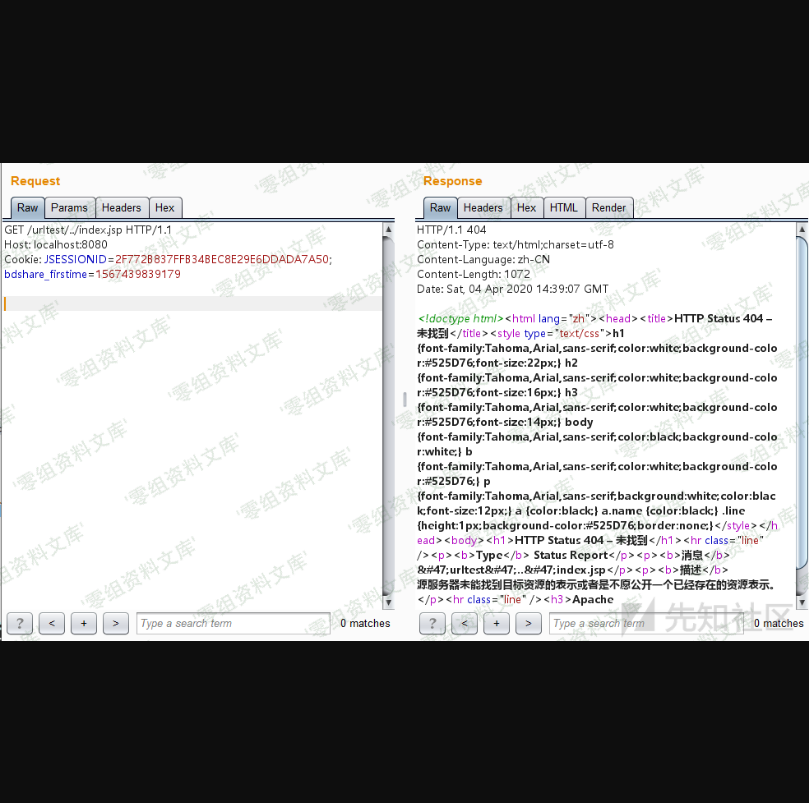 Request
Raw Params Headers Hex
GET /urltest/../index.jsp HTTP/1.1
Host: localhost:8080
Cookie: JSESSIONID=2F772B837FFB34BEC8E29E6DDADA7A50;
bdshare_firstime=1567439839179
? < + > Type a search term 0 matches
Response
Raw Headers Hex HTML Render
HTTP/1.1 404
Content-Type: text/html;charset=utf-8
Content-Language: zh-CN
Content-Length: 1072
Date: Sat, 04 Apr 2020 14:39:07 GMT
<!doctype html><html lang="zh"><head><title>HTTP Status 404 –
未找到</title><style type="text/css">h1
{font-family:Tahoma,Arial,sans-serif;color:white;background-colo
r:#525D76;font-size:22px;} h2
{font-family:Tahoma,Arial,sans-serif;color:white;background-colo
r:#525D76;font-size:16px;} h3
{font-family:Tahoma,Arial,sans-serif;color:white;background-colo
r:#525D76;font-size:14px;} body
{font-family:Tahoma,Arial,sans-serif;color:black;background-colo
r:white;} b
{font-family:Tahoma,Arial,sans-serif;color:white;background-colo
r:#525D76;} p
{font-family:Tahoma,Arial,sans-serif;background:white;color:blac
k;font-size:12px;} a {color:black;} a.name {color:black;} .line
{height:1px;background-color:#525D76;border:none;}</style></h
ead><body><h1>HTTP Status 404 – 未找到</h1><hr class="line"
/><p><b>Type</b> Status Report</p><p><b>消息</b>
&#47;urltest&#47;..&#47;index.jsp</p><p><b>描述</b>
源服务器未能找到目标资源的表示或者是不愿公开一个已经存在的资源表示。
</p><hr class="line" /><h3>Apache
? < + > Type a search term 0 matches
先知社区
'零组资料文库'